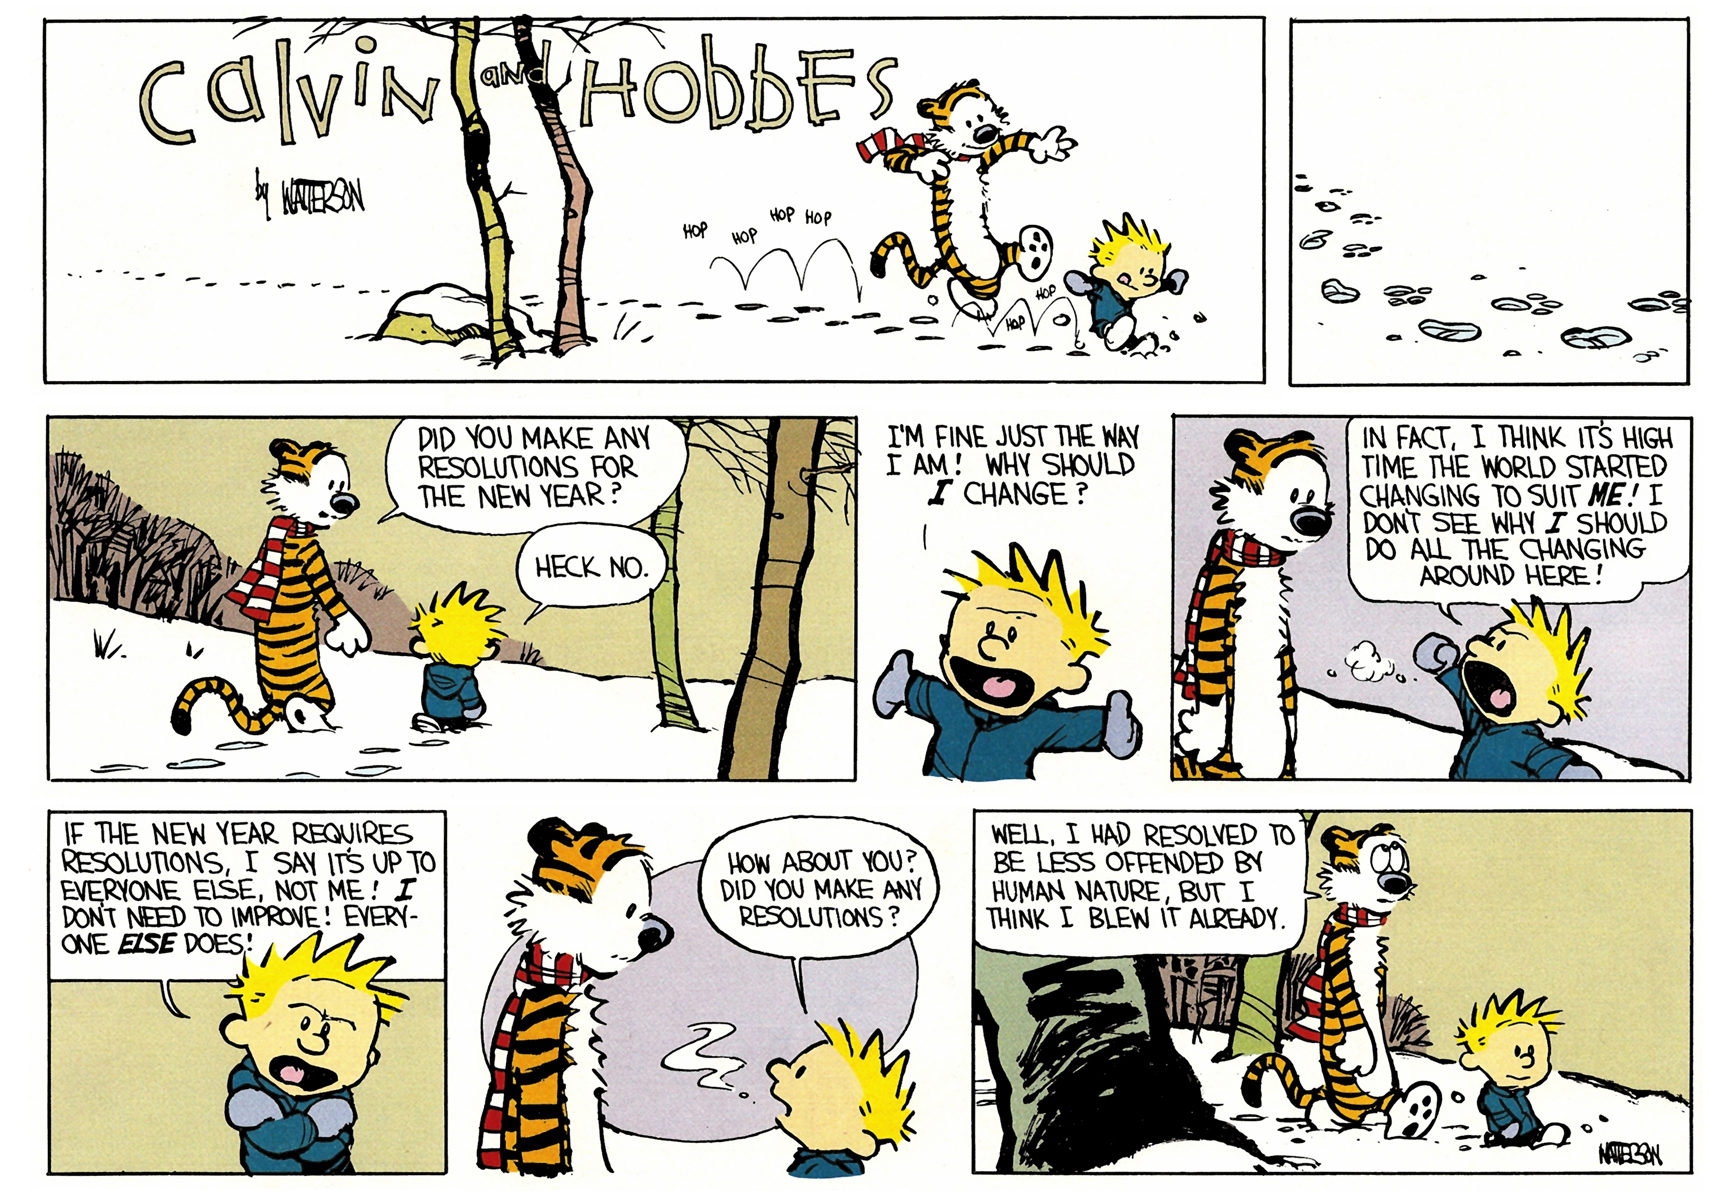 CALVIN and HOBBES
by WATTERSON
HOP
HOP
HOP HOP
HOP
HOP
DID YOU MAKE ANY
RESOLUTIONS FOR
THE NEW YEAR?
HECK NO.
I'M FINE JUST THE WAY
I AM! WHY SHOULD
I CHANGE?
IN FACT, I THINK IT'S HIGH
TIME THE WORLD STARTED
CHANGING TO SUIT ME! I
DON'T SEE WHY I SHOULD
DO ALL THE CHANGING
AROUND HERE!
IF THE NEW YEAR REQUIRES
RESOLUTIONS, I SAY IT'S UP TO
EVERYONE ELSE, NOT ME! I
DON'T NEED TO IMPROVE! EVERY-
ONE ELSE DOES!
HOW ABOUT YOU?
DID YOU MAKE ANY
RESOLUTIONS?
WELL, I HAD RESOLVED TO
BE LESS OFFENDED BY
HUMAN NATURE, BUT I
THINK I BLEW IT ALREADY.
WATTERSON